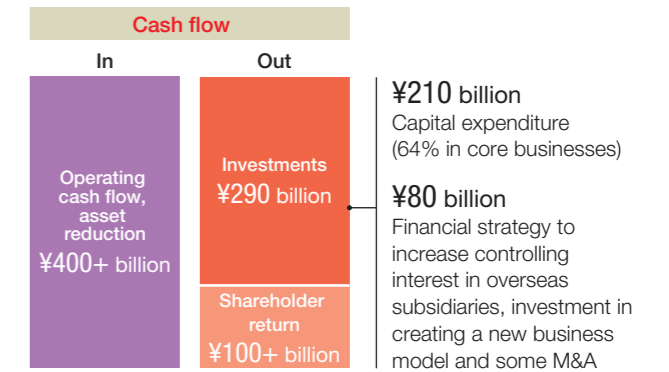 Cash flow
In
Out
Operating
cash flow,
asset
reduction
¥400+ billion
Investments
¥290 billion
Shareholder
return
¥100+ billion
¥210 billion
Capital expenditure
(64% in core businesses)
¥80 billion
Financial strategy to
increase controlling
interest in overseas
subsidiaries, investment in
creating a new business
model and some M&A